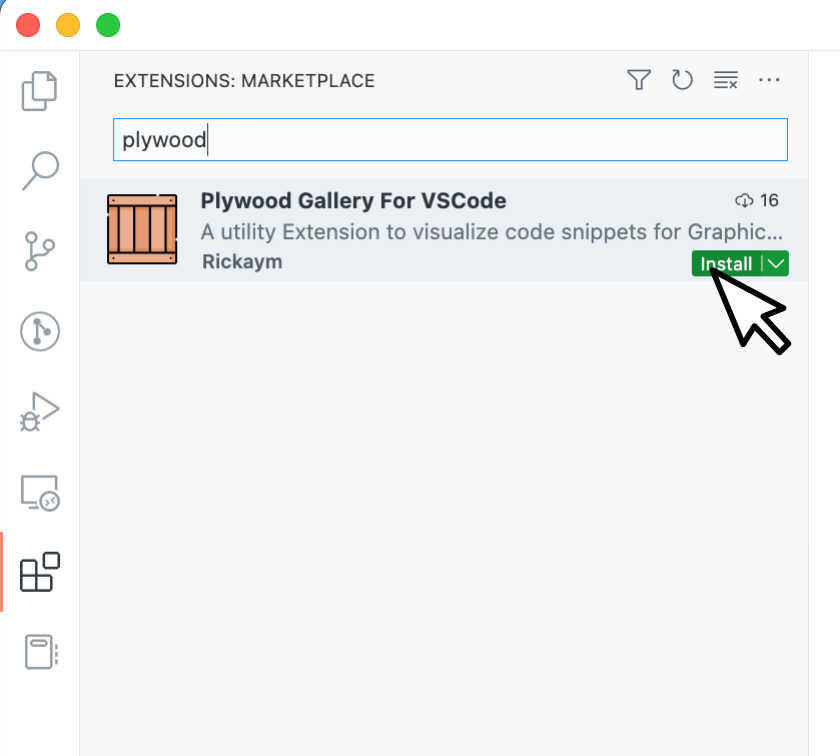 EXTENSIONS: MARKETPLACE
plywood
Plywood Gallery For VSCode 16
A utility Extension to visualize code snippets for Graphic...
Rickaym Install